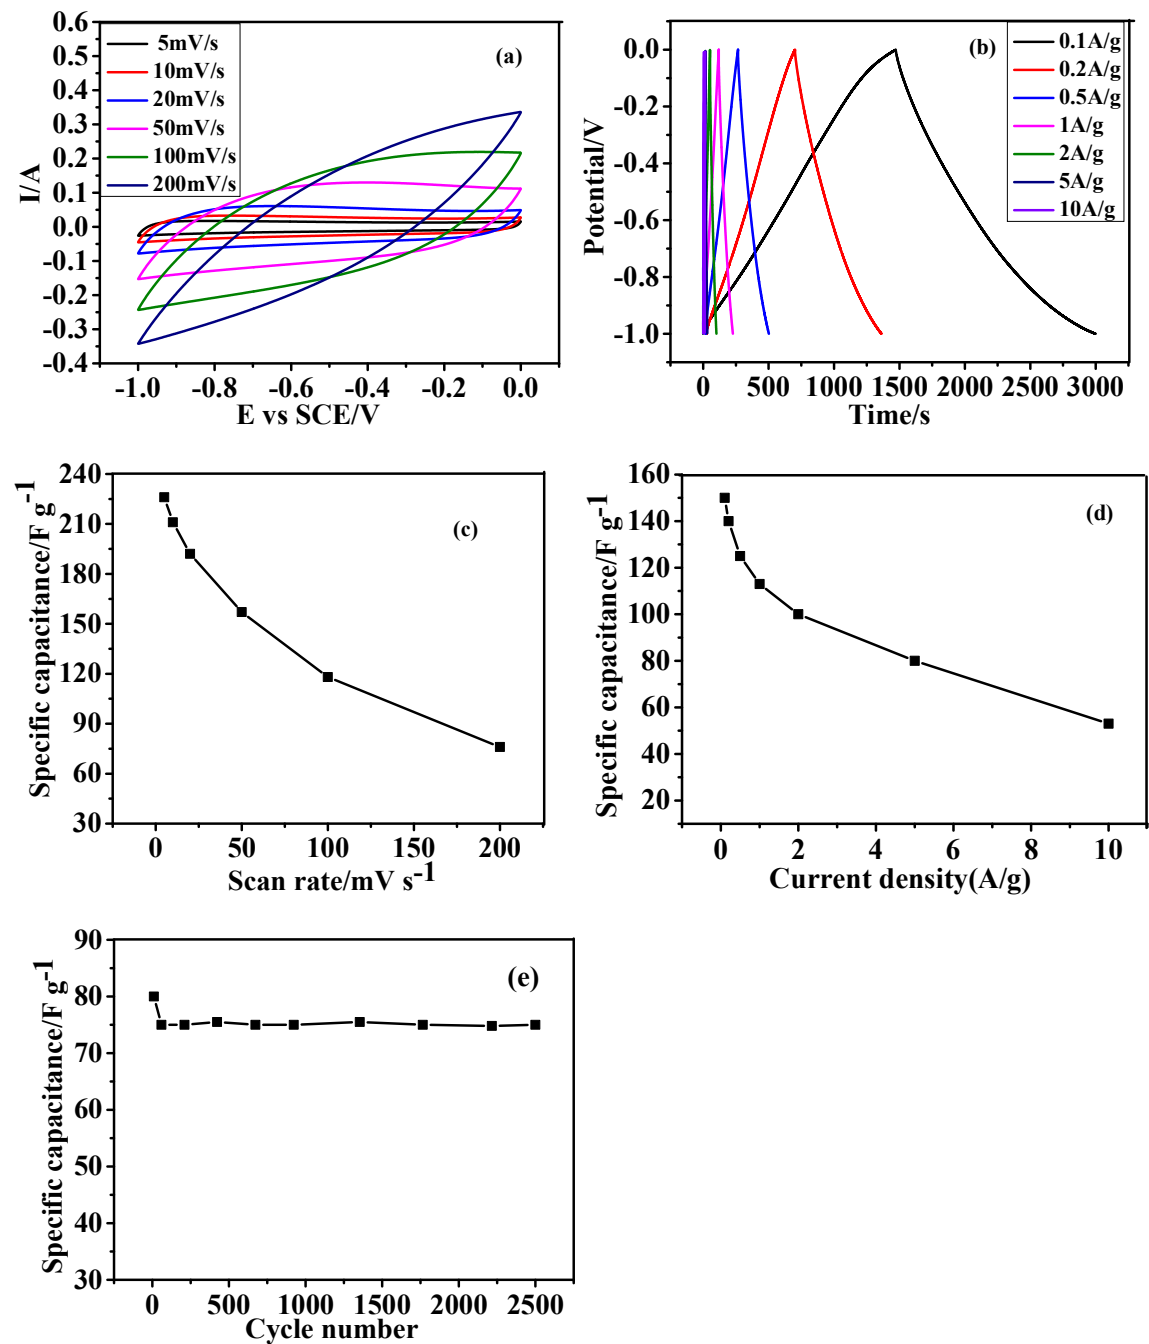 (a)
5mV/s
10mV/s
20mV/s
50mV/s
100mV/s
200mV/s
I/A
0.6
0.5
0.4
0.3
0.2
0.1
0.0
-0.1
-0.2
-0.3
-0.4
-1.0 -0.8 -0.6 -0.4 -0.2 0.0
E vs SCE/V
(b)
0.1A/g
0.2A/g
0.5A/g
1A/g
2A/g
5A/g
10A/g
Potential/V
0.0
-0.2
-0.4
-0.6
-0.8
-1.0
0 500 1000 1500 2000 2500 3000
Time/s
(c)
Specific capacitance/F g-1
240
210
180
150
120
90
60
30
0 50 100 150 200
Scan rate/mV s-1
(d)
Specific capacitance/F g-1
160
140
120
100
80
60
40
20
0 2 4 6 8 10
Current density(A/g)
(e)
Specific capacitance/F g-1
90
80
70
60
50
40
30
0 500 1000 1500 2000 2500
Cycle number